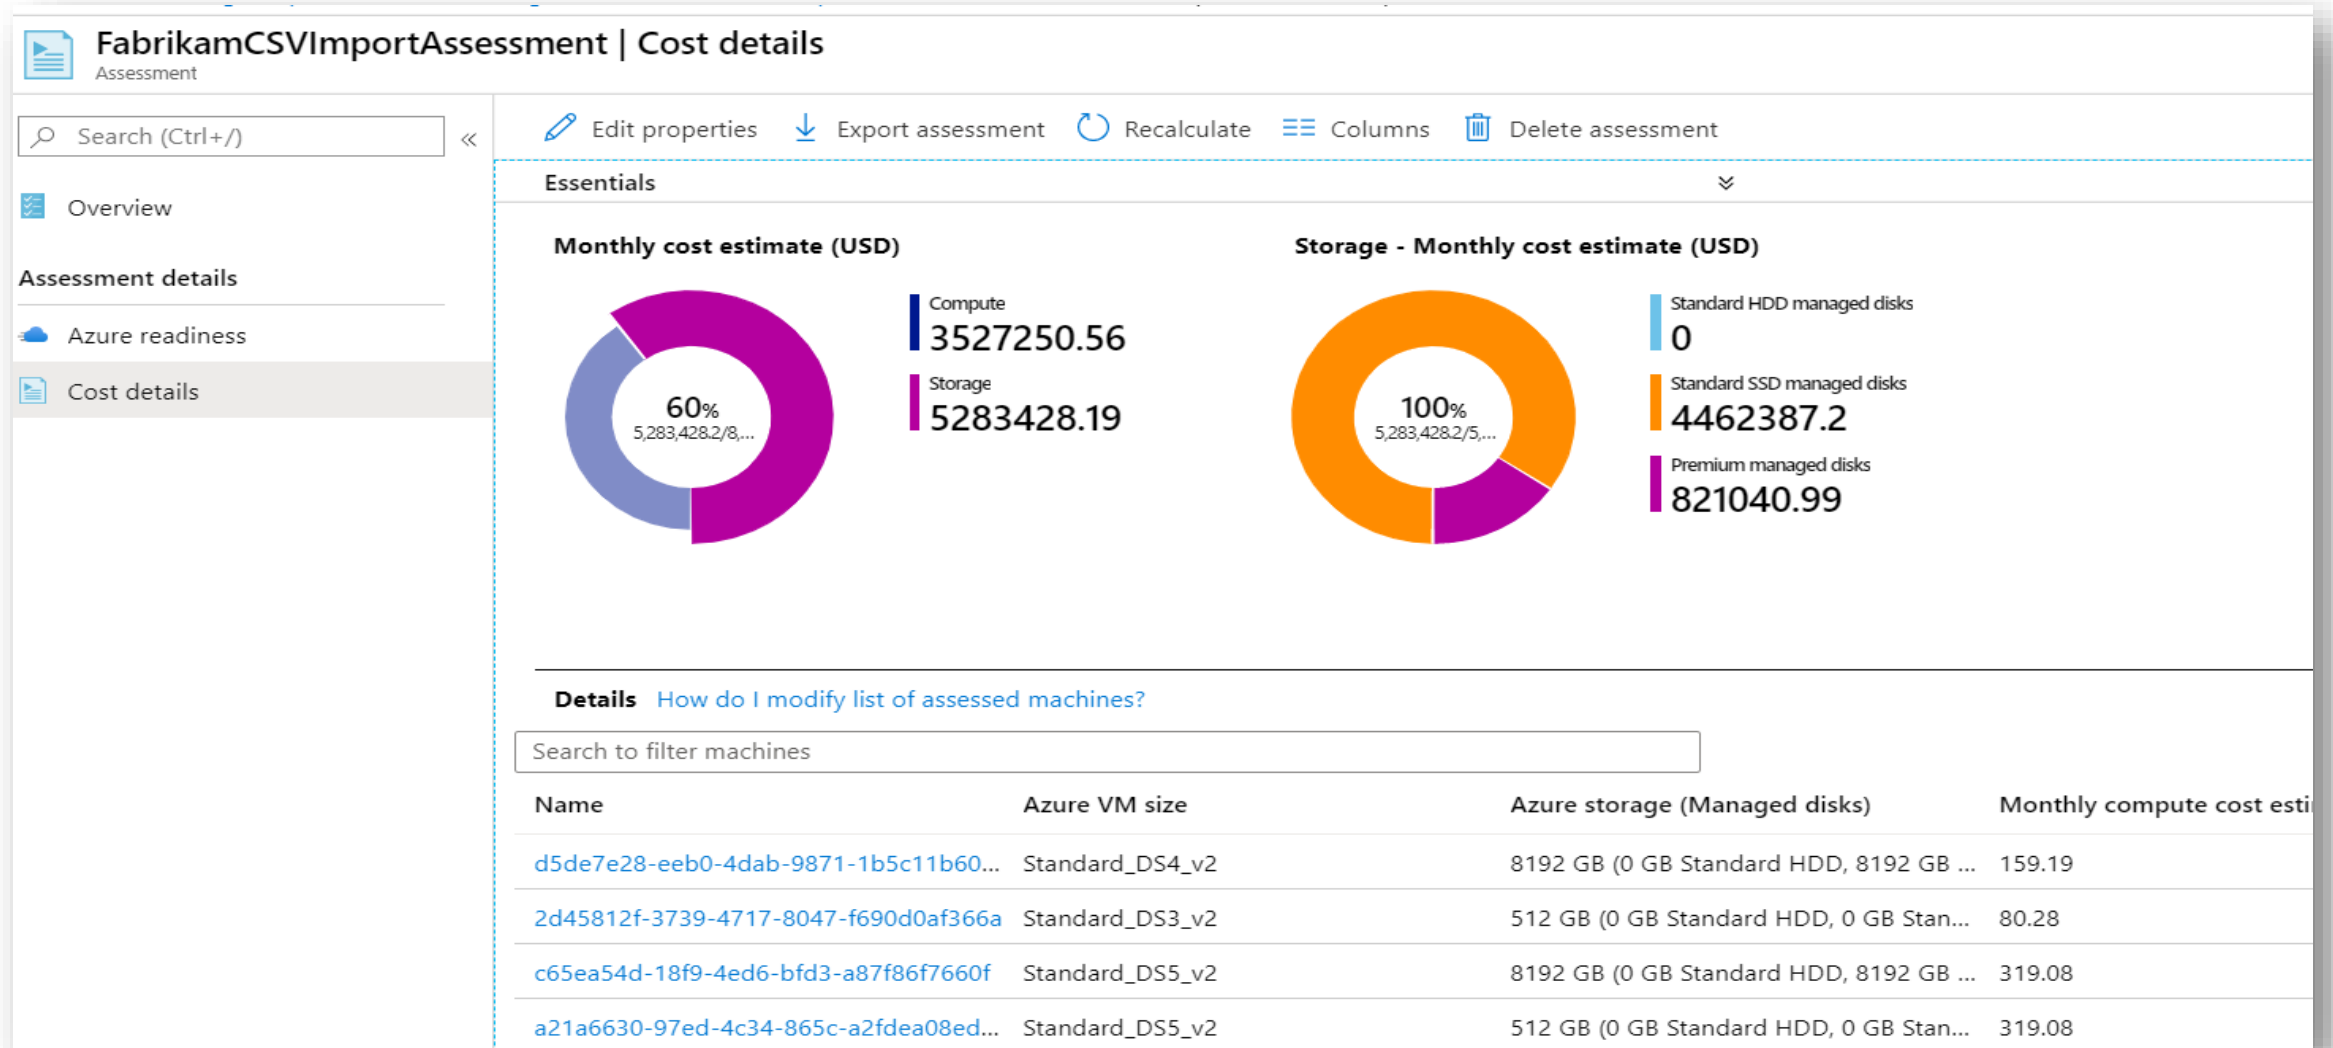 FabrikamCSVImportAssessment | Cost details
Assessment
Search (Ctrl+/)
«
Overview
Assessment details
Azure readiness
Cost details
Edit properties
Export assessment
Recalculate
Columns
Delete assessment
Essentials
Monthly cost estimate (USD)
60%
5,283,428.2/8,...
Compute
3527250.56
Storage
5283428.19
Storage - Monthly cost estimate (USD)
100%
5,283,428.2/5,...
Standard HDD managed disks
0
Standard SSD managed disks
4462387.2
Premium managed disks
821040.99
Details How do I modify list of assessed machines?
Search to filter machines
Name Azure VM size Azure storage (Managed disks) Monthly compute cost esti
d5de7e28-eeb0-4dab-9871-1b5c11b60... Standard_DS4_v2 8192 GB (0 GB Standard HDD, 8192 GB ... 159.19
2d45812f-3739-4717-8047-f690d0af366a Standard_DS3_v2 512 GB (0 GB Standard HDD, 0 GB Stan... 80.28
c65ea54d-18f9-4ed6-bfd3-a87f86f7660f Standard_DS5_v2 8192 GB (0 GB Standard HDD, 8192 GB ... 319.08
a21a6630-97ed-4c34-865c-a2fdea08ed... Standard_DS5_v2 512 GB (0 GB Standard HDD, 0 GB Stan... 319.08